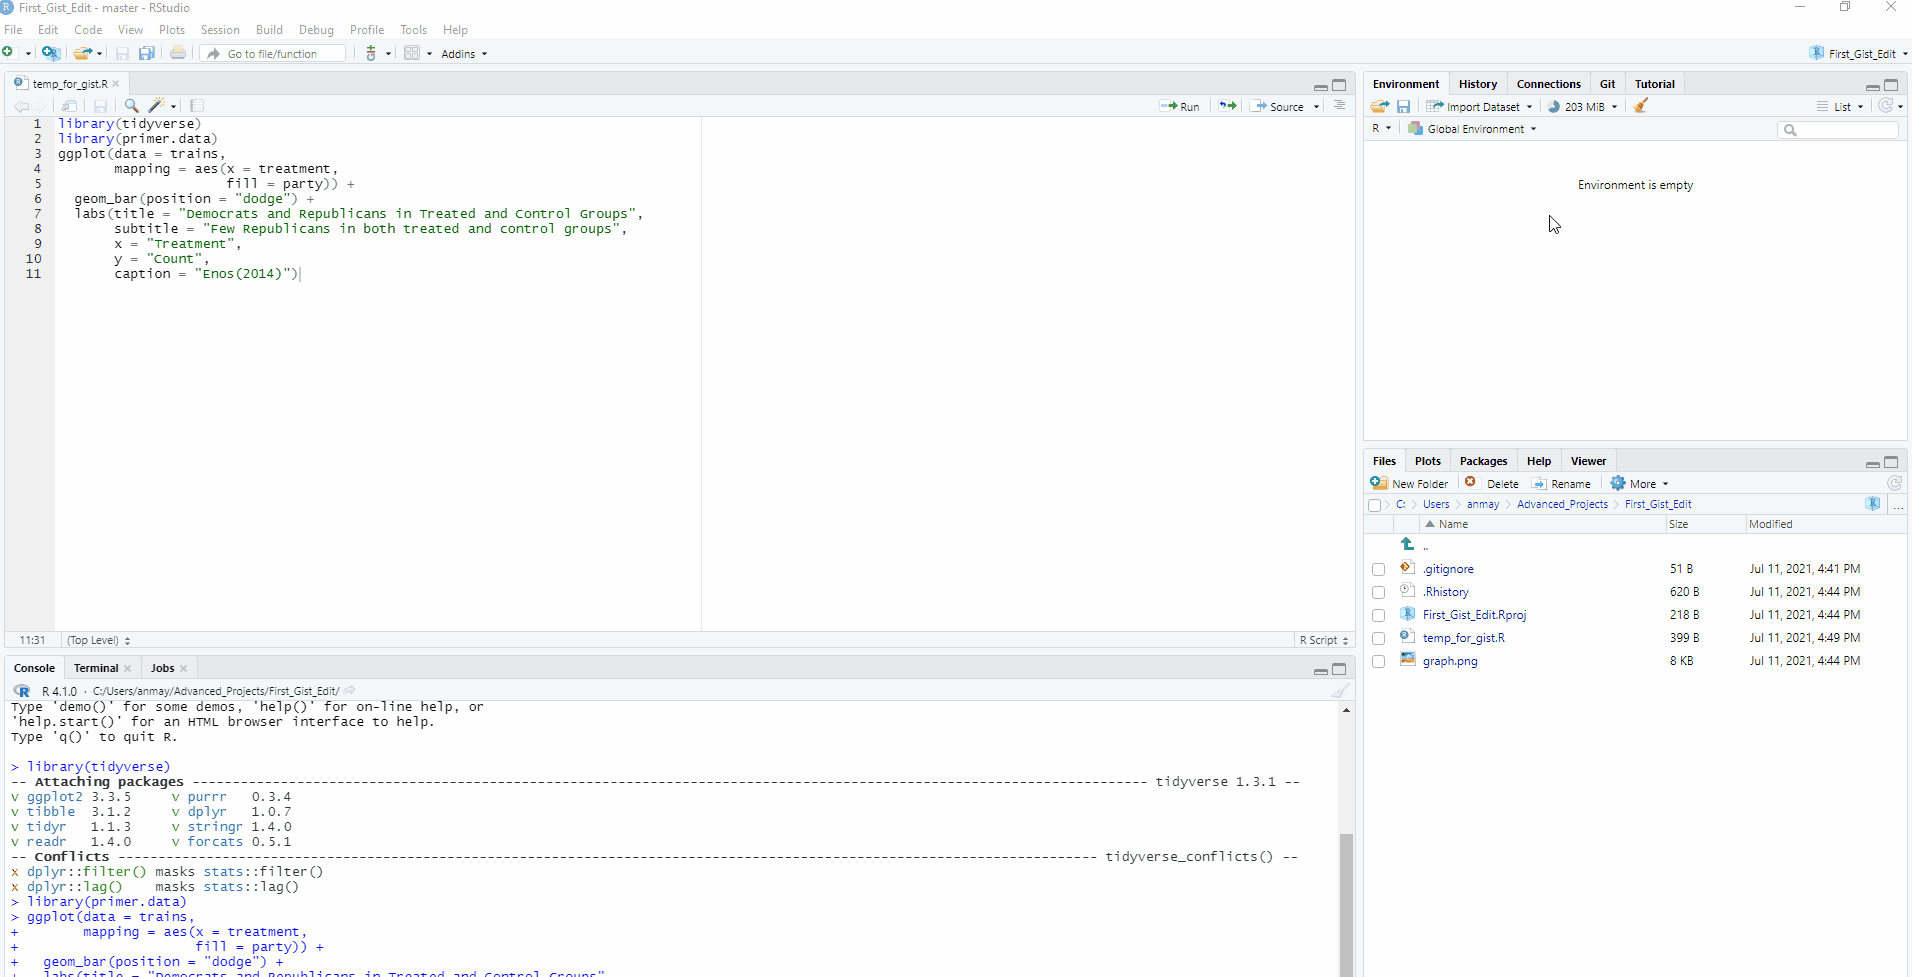 First_Gist_Edit - master - RStudio
File Edit Code View Plots Session Build Debug Profile Tools Help
Go to file/function Addins First_Gist_Edit
temp_for_gist.R
Run Source
1 library(tidyverse)
2 library(primer.data)
3 ggplot(data = trains,
4 mapping = aes(x = treatment,
5 fill = party)) +
6 geom_bar(position = "dodge") +
7 labs(title = "Democrats and Republicans in Treated and Control Groups",
8 subtitle = "Few Republicans in both treated and control groups",
9 x = "Treatment",
10 y = "Count",
11 caption = "Enos(2014)")
11:31 (Top Level) R Script
Console Terminal Jobs
R 4.1.0 · C:/Users/anmay/Advanced_Projects/First_Gist_Edit/
Type 'demo()' for some demos, 'help()' for on-line help, or
'help.start()' for an HTML browser interface to help.
Type 'q()' to quit R.
> library(tidyverse)
-- Attaching packages ---------------------------------------- tidyverse 1.3.1 --
v ggplot2 3.3.5 v purrr 0.3.4
v tibble 3.1.2 v dplyr 1.0.7
v tidyr 1.1.3 v stringr 1.4.0
v readr 1.4.0 v forcats 0.5.1
-- Conflicts ---------------------------------------- tidyverse_conflicts() --
x dplyr::filter() masks stats::filter()
x dplyr::lag() masks stats::lag()
> library(primer.data)
> ggplot(data = trains,
+ mapping = aes(x = treatment,
+ fill = party)) +
+ geom_bar(position = "dodge") +
+ labs(title = "Democrats and Republicans in Treated and Control Groups"
Environment History Connections Git Tutorial
Import Dataset 203 MiB List
R Global Environment
Environment is empty
Files Plots Packages Help Viewer
New Folder Delete Rename More
C: Users anmay Advanced_Projects First_Gist_Edit ...
Name Size Modified
..
.gitignore 51 B Jul 11, 2021, 4:41 PM
.Rhistory 620 B Jul 11, 2021, 4:44 PM
First_Gist_Edit.Rproj 218 B Jul 11, 2021, 4:44 PM
temp_for_gist.R 399 B Jul 11, 2021, 4:49 PM
graph.png 8 KB Jul 11, 2021, 4:44 PM